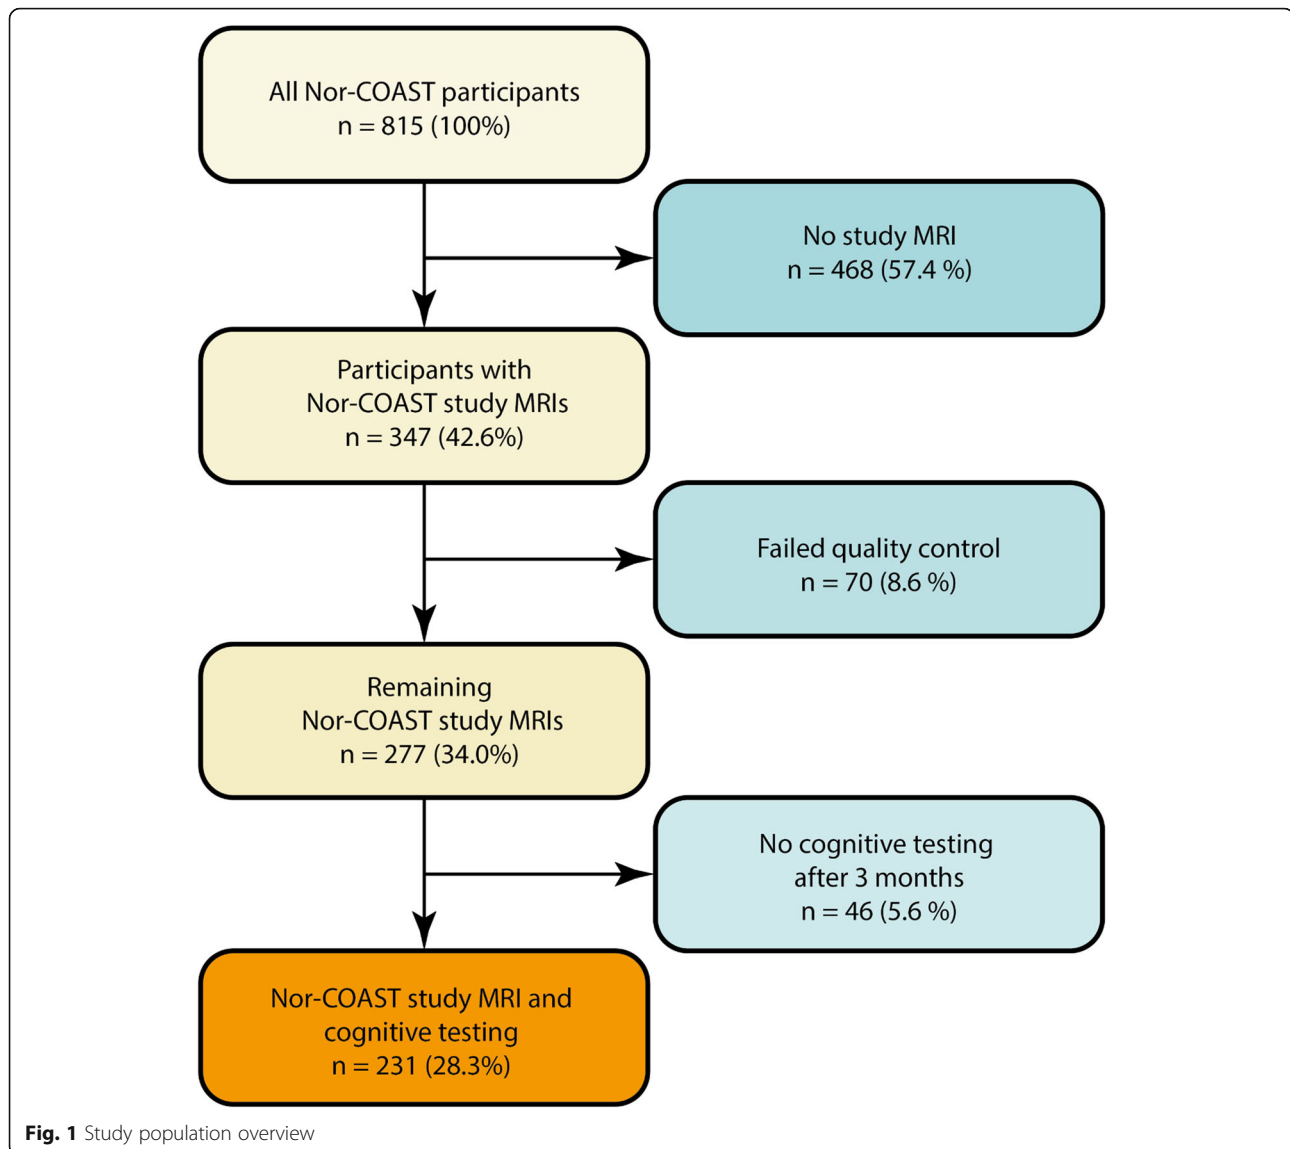 All Nor-COAST participants
n = 815 (100%)
No study MRI
n = 468 (57.4 %)
Participants with
Nor-COAST study MRIs
n = 347 (42.6%)
Failed quality control
n = 70 (8.6 %)
Remaining
Nor-COAST study MRIs
n = 277 (34.0%)
No cognitive testing
after 3 months
n = 46 (5.6 %)
Nor-COAST study MRI and
cognitive testing
n = 231 (28.3%)
Fig. 1 Study population overview